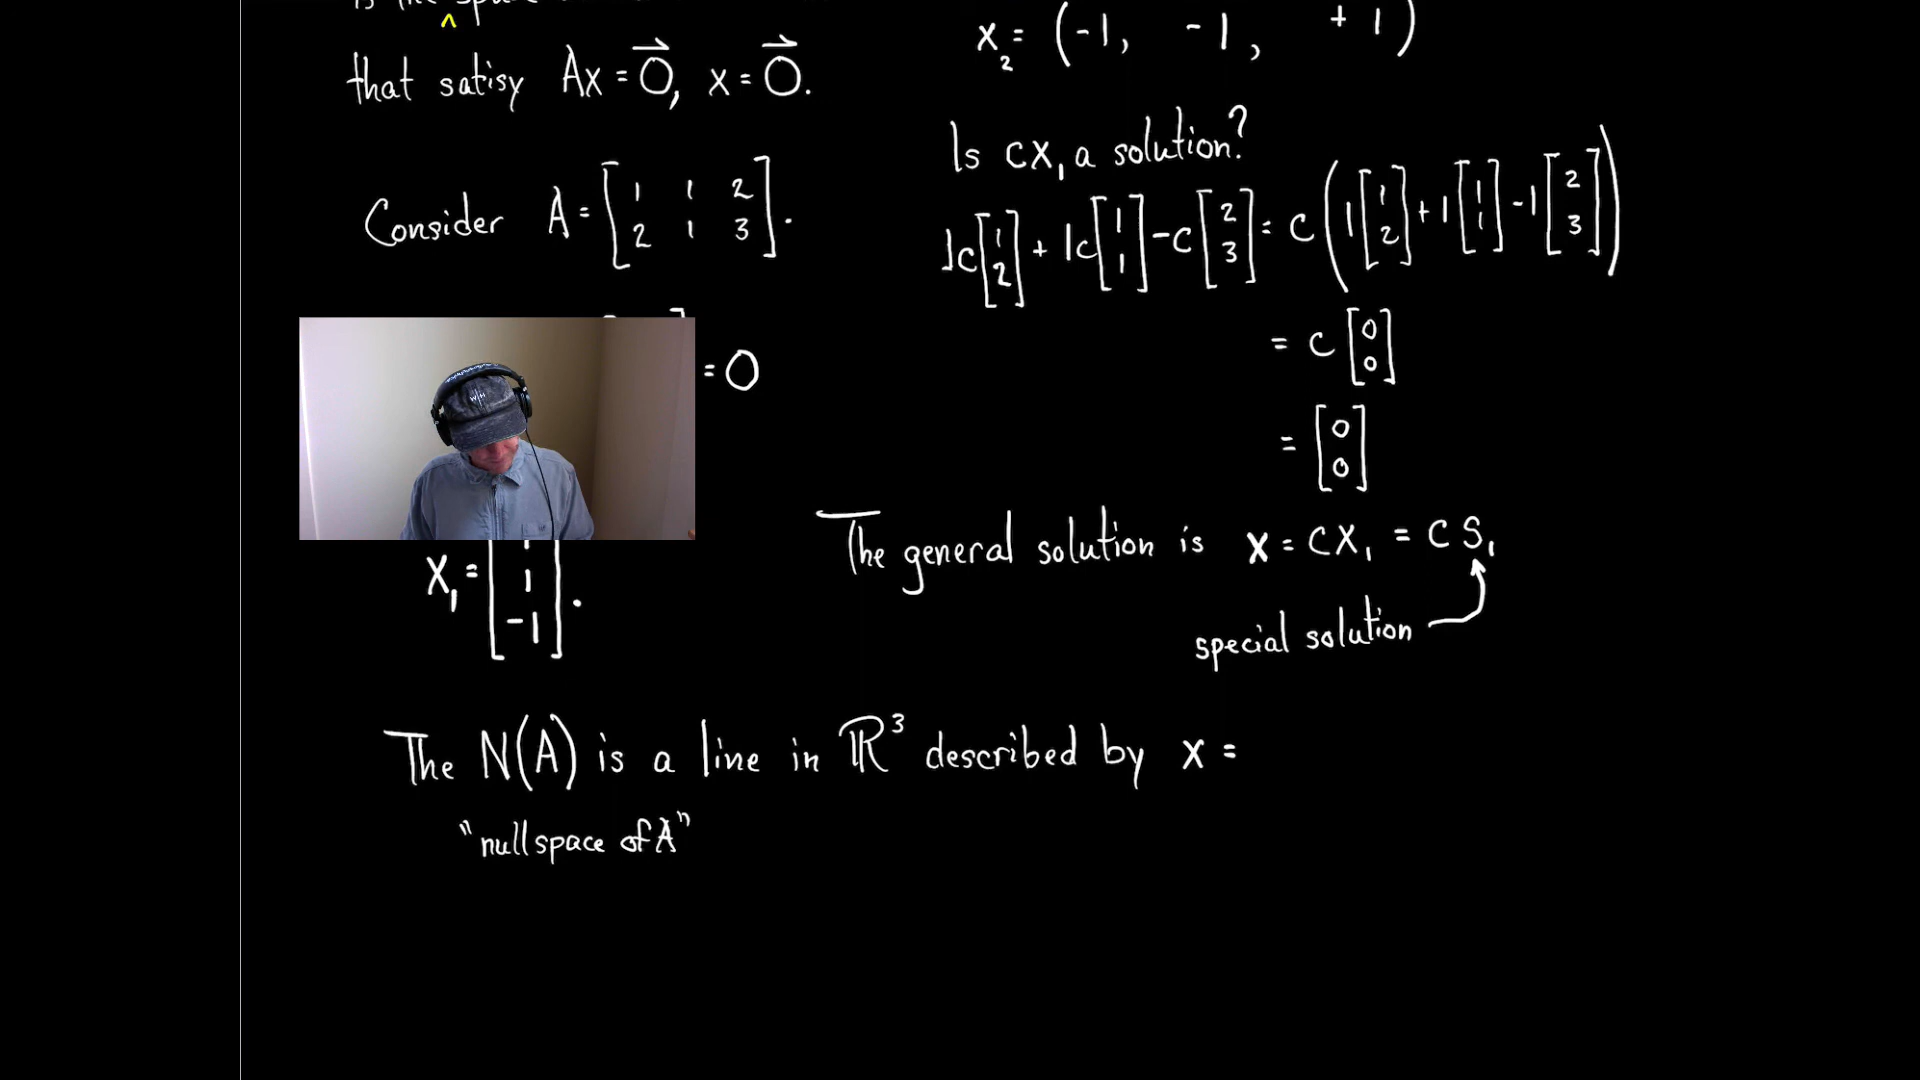 that satisy Ax = 0, x = 0.
Consider A = [1 1 2; 2 1 3].
= 0
x₁ = [1; 1; -1].
x₂ = (-1, -1, +1)
Is cx₁ a solution?
1c[1; 2] + 1c[1; 1] - c[2; 3] = c(1[1; 2] + 1[1; 1] - 1[2; 3])
= c[0; 0]
= [0; 0]
The general solution is x = cx₁ = c s₁
special solution
The N(A) is a line in ℝ³ described by x =
"nullspace of A"